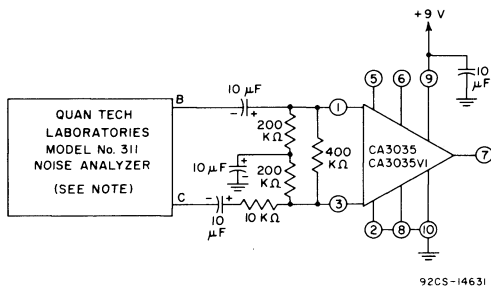 +9 V
10
μF
QUAN TECH
LABORATORIES
MODEL No. 311
NOISE ANALYZER
(SEE NOTE)
B
10 μF
- +
200
KΩ
400
KΩ
10 μF
+
-
200
KΩ
C
- +
10
μF
10 KΩ
1
3
5
6
9
CA3035
CA3035V1
7
2
8
10
92CS-14631